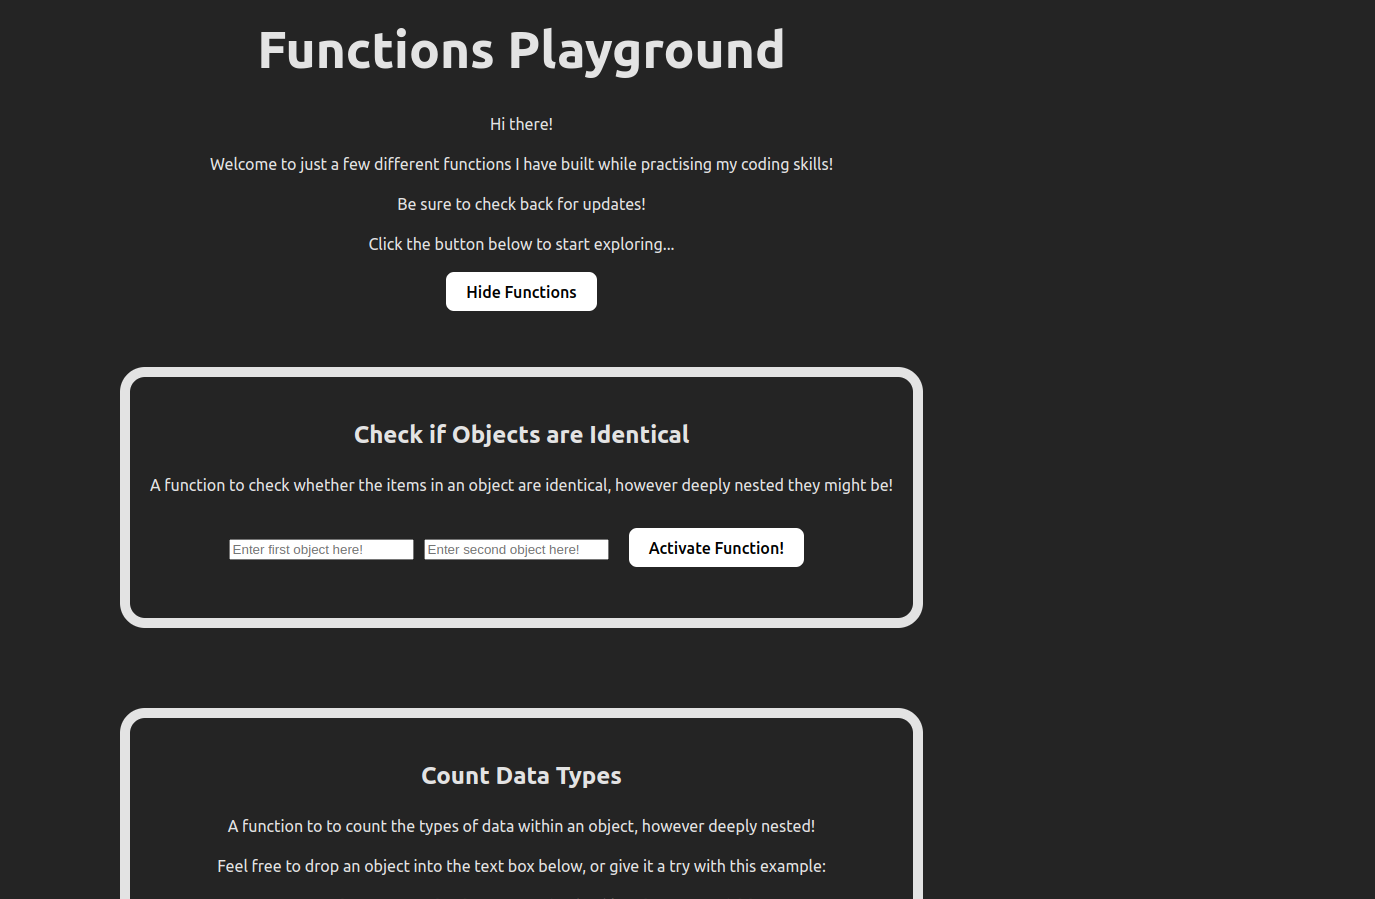 Functions Playground
Hi there!
Welcome to just a few different functions I have built while practising my coding skills!
Be sure to check back for updates!
Click the button below to start exploring...
Hide Functions
Check if Objects are Identical
A function to check whether the items in an object are identical, however deeply nested they might be!
Enter first object here! Enter second object here! Activate Function!
Count Data Types
A function to to count the types of data within an object, however deeply nested!
Feel free to drop an object into the text box below, or give it a try with this example: